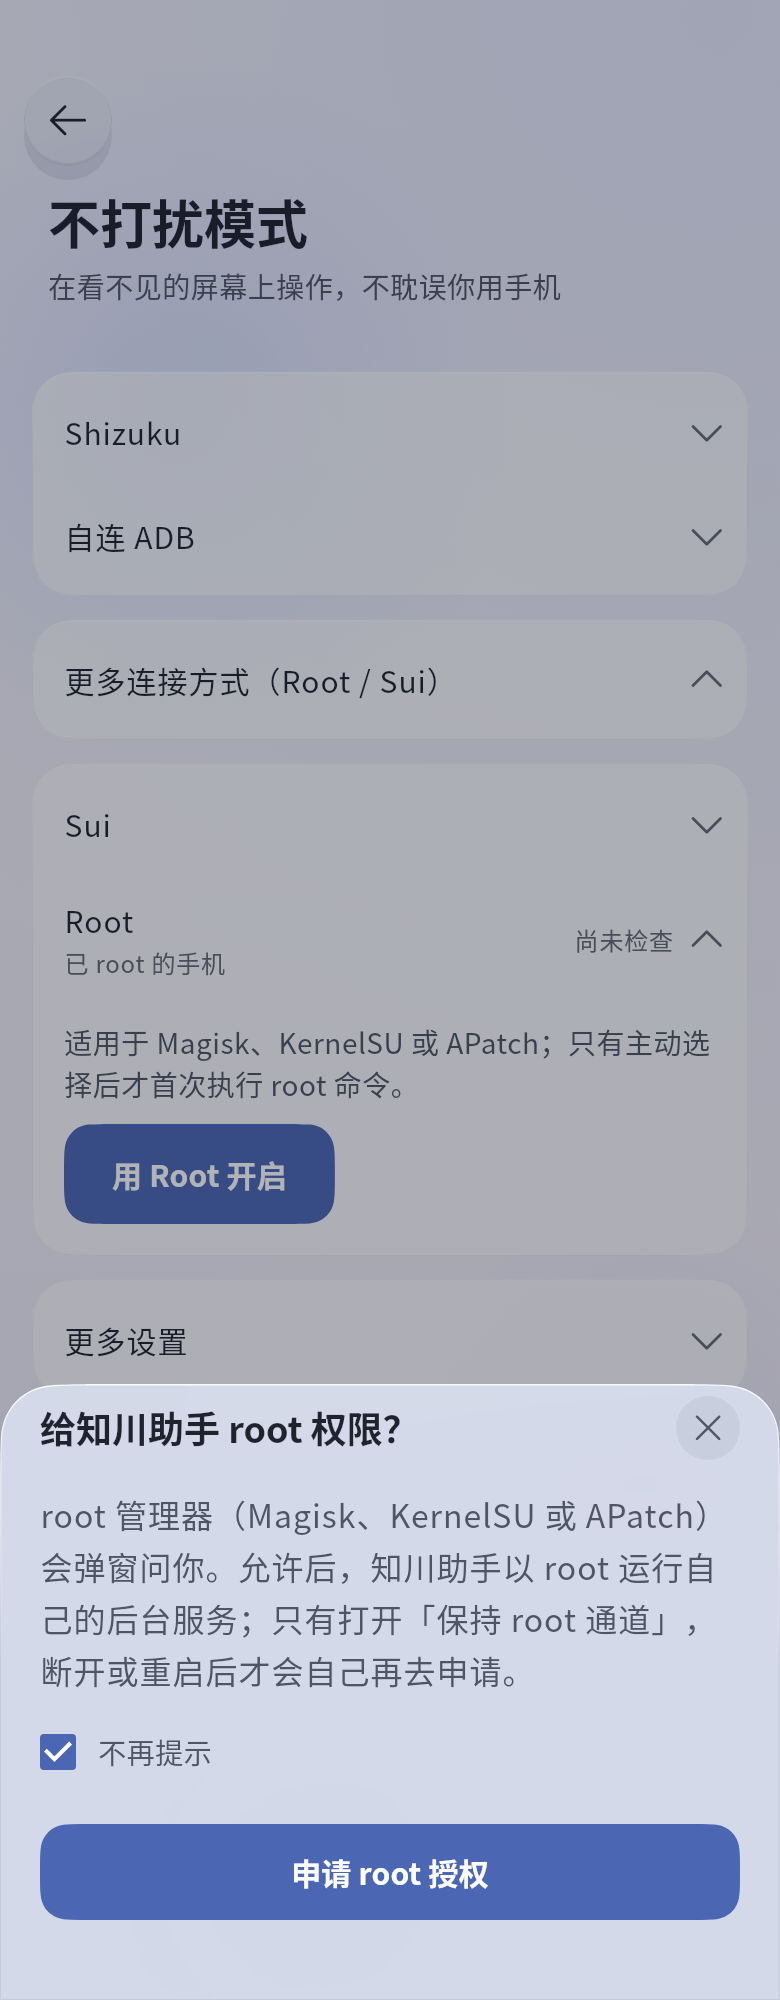 不打扰模式
在看不见的屏幕上操作，不耽误你用手机
Shizuku
自连 ADB
更多连接方式（Root / Sui）
Sui
Root
已 root 的手机
尚未检查
适用于 Magisk、KernelSU 或 APatch；只有主动选
择后才首次执行 root 命令。
用 Root 开启
更多设置
给知川助手 root 权限？
root 管理器（Magisk、KernelSU 或 APatch）
会弹窗问你。允许后，知川助手以 root 运行自
己的后台服务；只有打开「保持 root 通道」，
断开或重启后才会自己再去申请。
不再提示
申请 root 授权